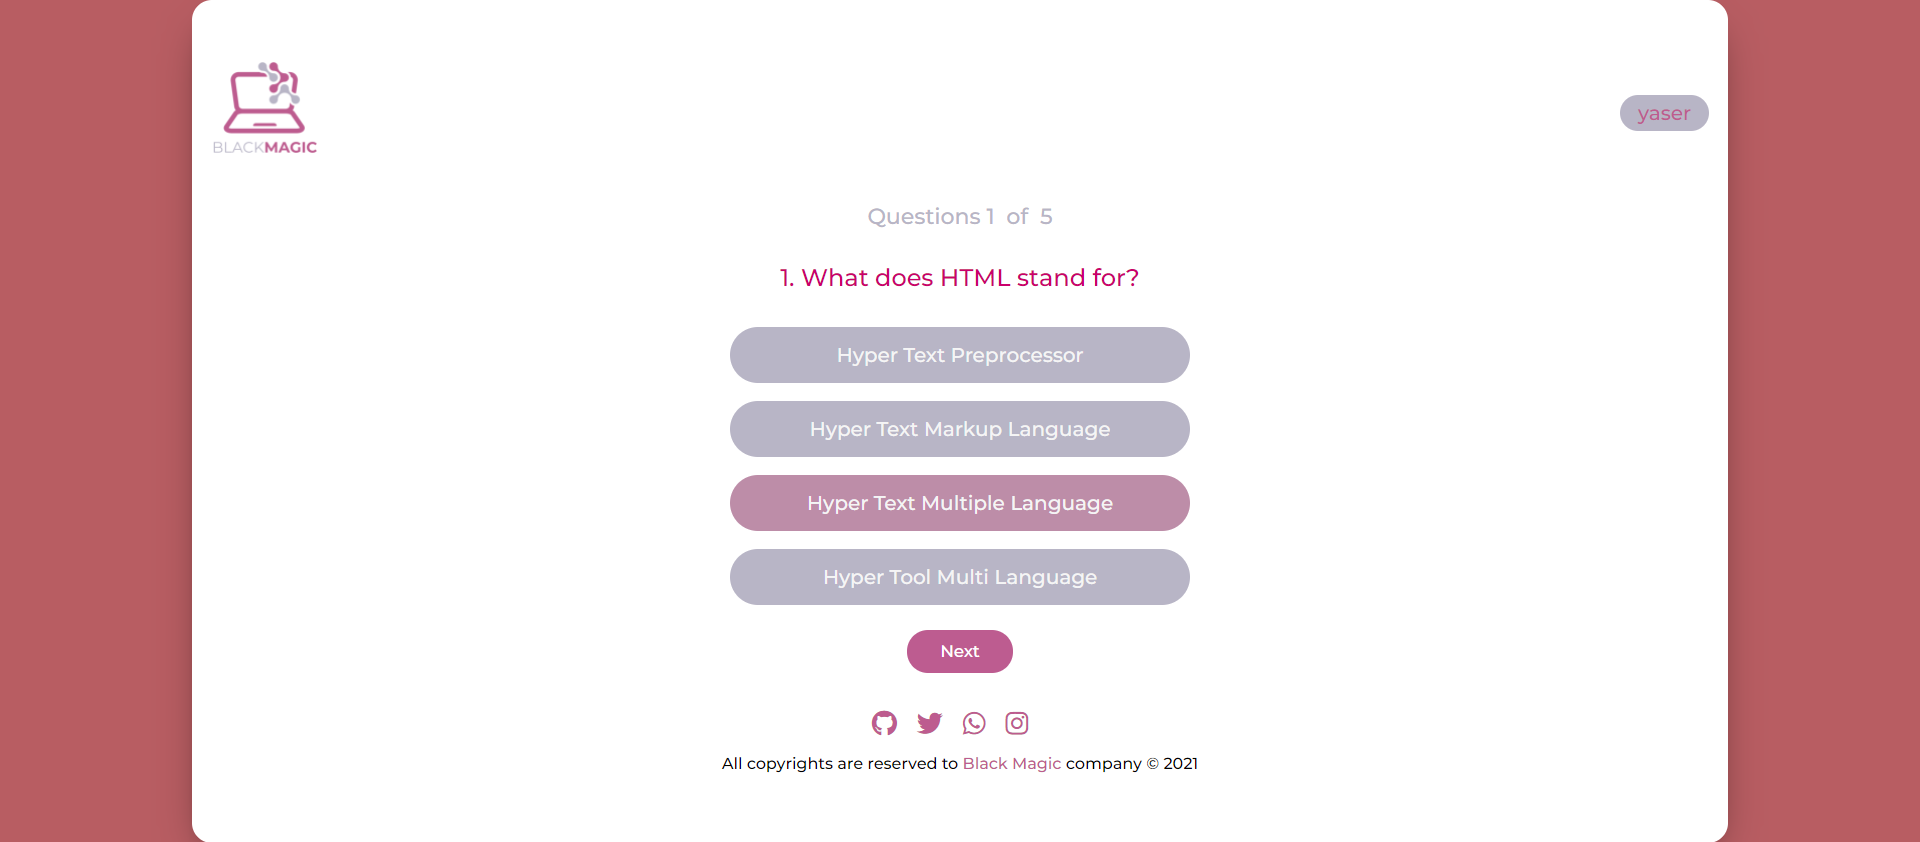 BLACKMAGIC
yaser
Questions 1 of 5
1. What does HTML stand for?
Hyper Text Preprocessor
Hyper Text Markup Language
Hyper Text Multiple Language
Hyper Tool Multi Language
Next
All copyrights are reserved to Black Magic company © 2021